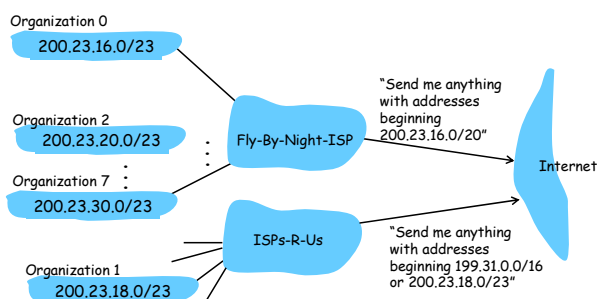 Organization 0
200.23.16.0/23
Organization 2
200.23.20.0/23
Organization 7
200.23.30.0/23
Organization 1
200.23.18.0/23
Fly-By-Night-ISP
ISPs-R-Us
“Send me anything
with addresses
beginning
200.23.16.0/20”
“Send me anything
with addresses
beginning 199.31.0.0/16
or 200.23.18.0/23”
Internet